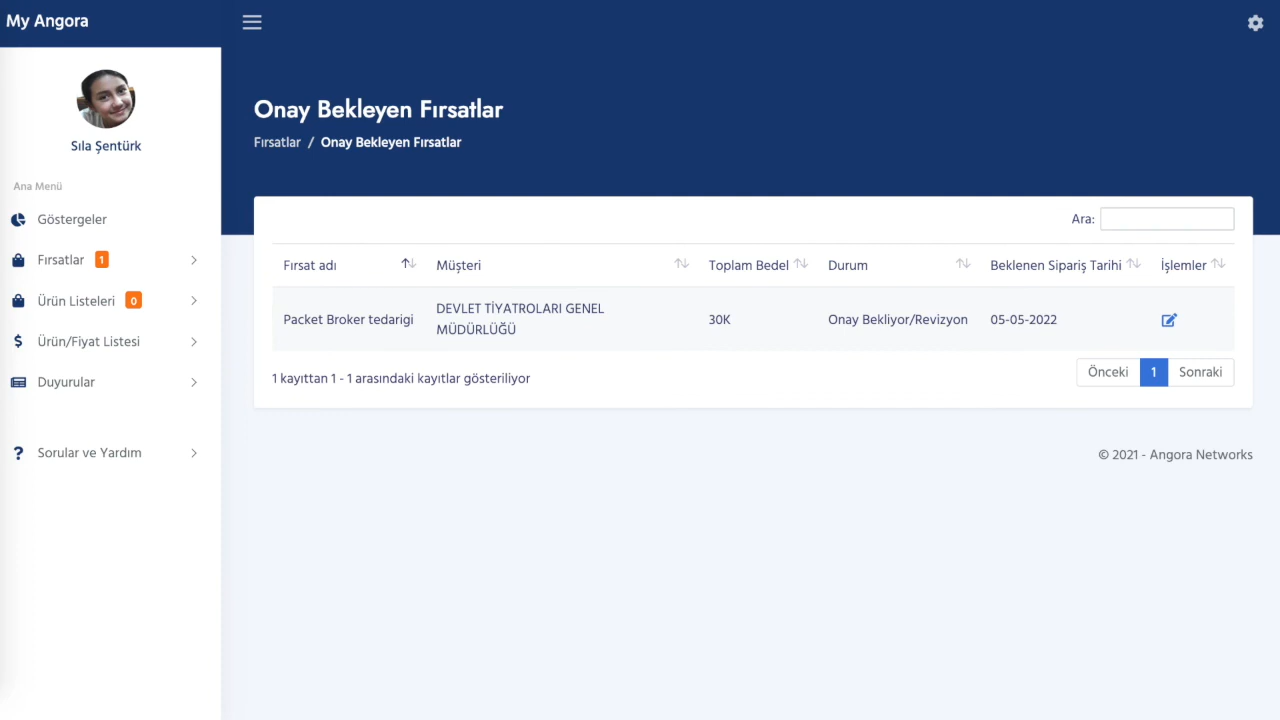 My Angora
Sıla Şentürk
Ana Menü
Göstergeler
Fırsatlar 1
Ürün Listeleri 0
Ürün/Fiyat Listesi
Duyurular
Sorular ve Yardım
Onay Bekleyen Fırsatlar
Fırsatlar / Onay Bekleyen Fırsatlar
Ara:
Fırsat adı Müşteri Toplam Bedel Durum Beklenen Sipariş Tarihi İşlemler
Packet Broker tedarigi DEVLET TİYATROLARI GENEL
MÜDÜRLÜĞÜ 30K Onay Bekliyor/Revizyon 05-05-2022
1 kayıttan 1 - 1 arasındaki kayıtlar gösteriliyor
Önceki 1 Sonraki
© 2021 - Angora Networks